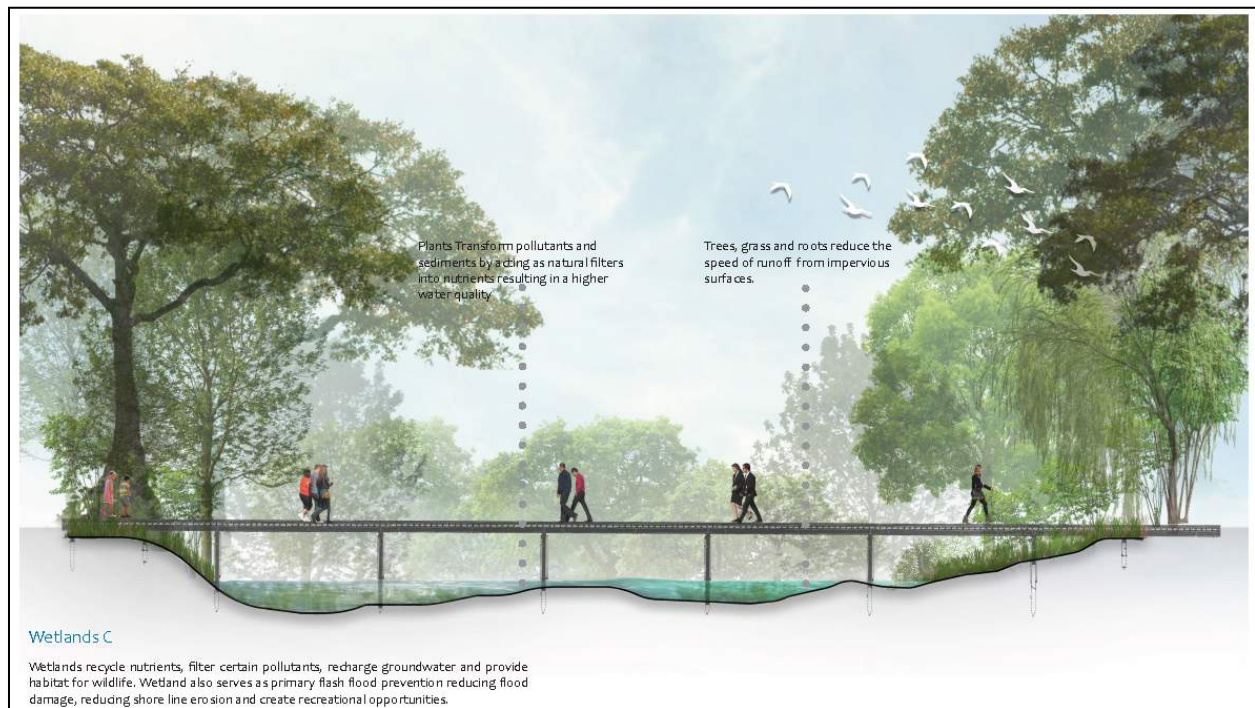 Plants Transform pollutants and
sediments by acting as natural filters
into nutrients resulting in a higher
water quality
Trees, grass and roots reduce the
speed of runoff from impervious
surfaces.
Wetlands C
Wetlands recycle nutrients, filter certain pollutants, recharge groundwater and provide
habitat for wildlife. Wetland also serves as primary flash flood prevention reducing flood
damage, reducing shore line erosion and create recreational opportunities.